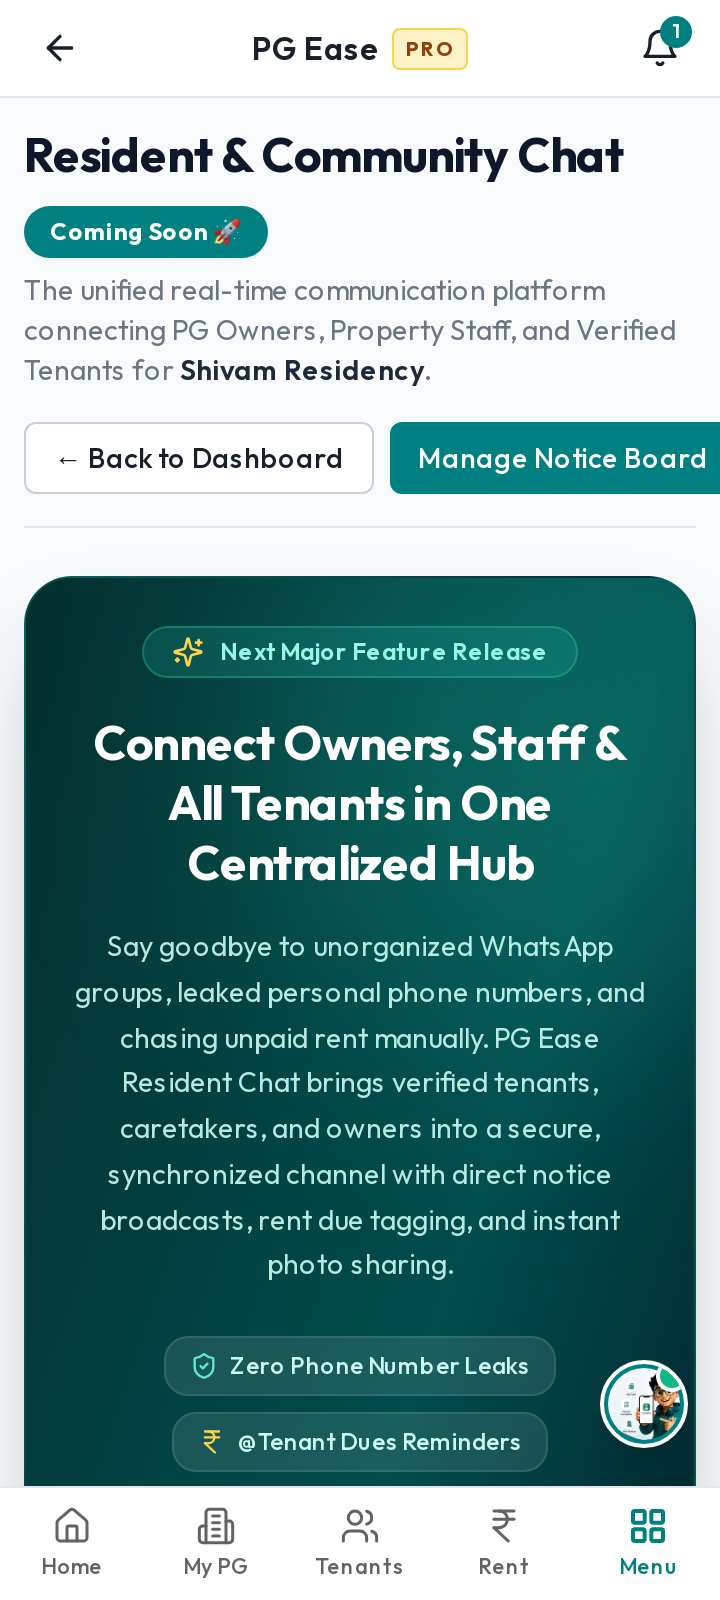 PG Ease PRO
1
Resident & Community Chat
Coming Soon 🚀
The unified real-time communication platform
connecting PG Owners, Property Staff, and Verified
Tenants for Shivam Residency.
← Back to Dashboard
Manage Notice Board
Next Major Feature Release
Connect Owners, Staff &
All Tenants in One
Centralized Hub
Say goodbye to unorganized WhatsApp
groups, leaked personal phone numbers, and
chasing unpaid rent manually. PG Ease
Resident Chat brings verified tenants,
caretakers, and owners into a secure,
synchronized channel with direct notice
broadcasts, rent due tagging, and instant
photo sharing.
Zero Phone Number Leaks
₹ @Tenant Dues Reminders
Home
My PG
Tenants
₹ Rent
Menu